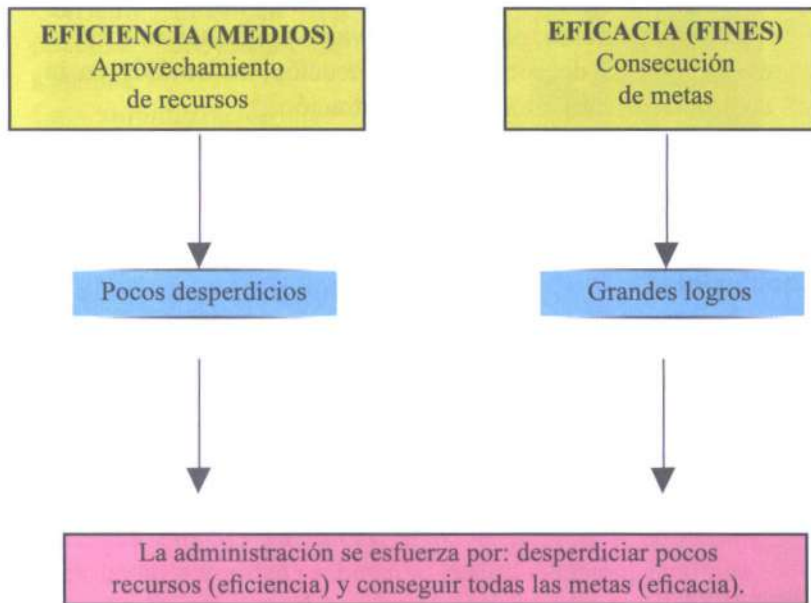 EFICIENCIA (MEDIOS)
Aprovechamiento
de recursos
EFICACIA (FINES)
Consecución
de metas
Pocos desperdicios
Grandes logros
La administración se esfuerza por: desperdiciar pocos
recursos (eficiencia) y conseguir todas las metas (eficacia).